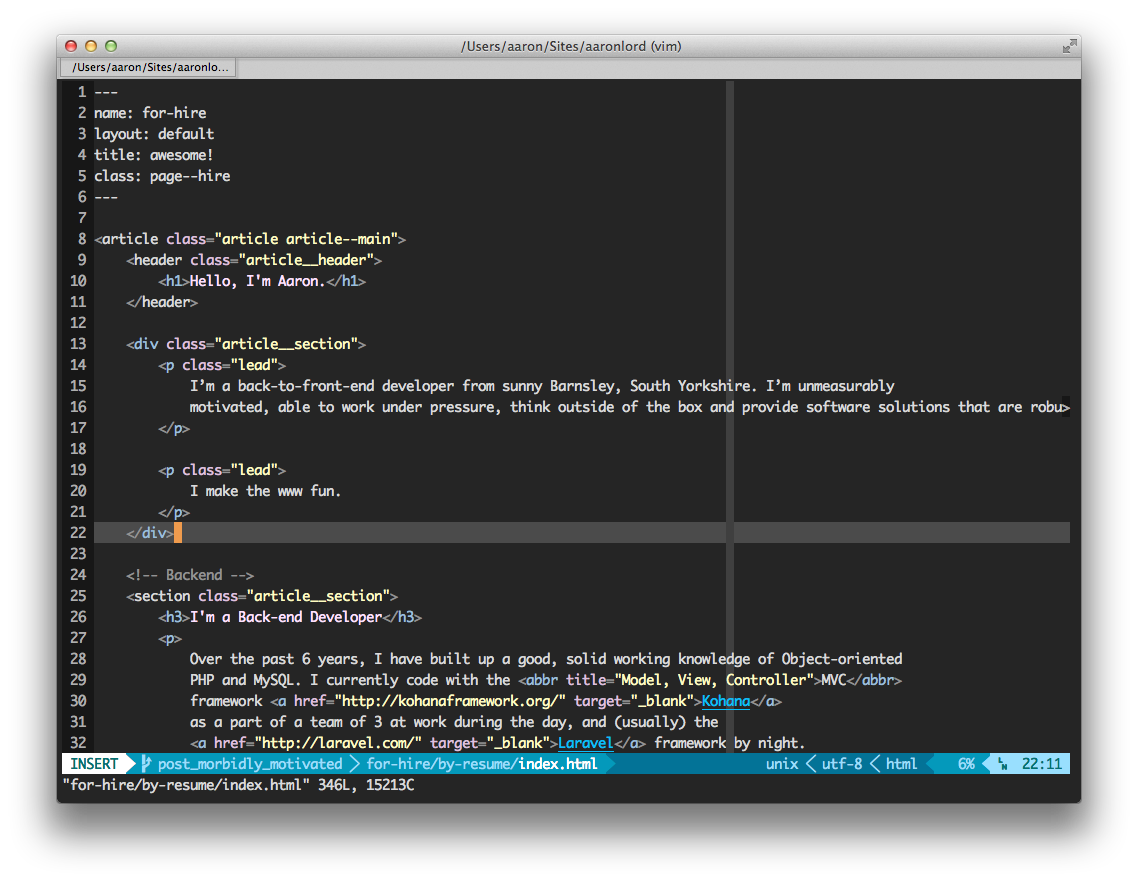 /Users/aaron/Sites/aaronlord (vim)
/Users/aaron/Sites/aaronlo...
1 ---
2 name: for-hire
3 layout: default
4 title: awesome!
5 class: page--hire
6 ---
7
8 <article class="article article--main">
9     <header class="article__header">
10         <h1>Hello, I'm Aaron.</h1>
11     </header>
12
13     <div class="article__section">
14         <p class="lead">
15             I’m a back-to-front-end developer from sunny Barnsley, South Yorkshire. I’m unmeasurably
16             motivated, able to work under pressure, think outside of the box and provide software solutions that are robu>
17         </p>
18
19         <p class="lead">
20             I make the www fun.
21         </p>
22     </div>
23
24     <!-- Backend -->
25     <section class="article__section">
26         <h3>I'm a Back-end Developer</h3>
27         <p>
28             Over the past 6 years, I have built up a good, solid working knowledge of Object-oriented
29             PHP and MySQL. I currently code with the <abbr title="Model, View, Controller">MVC</abbr>
30             framework <a href="http://kohanaframework.org/" target="_blank">Kohana</a>
31             as a part of a team of 3 at work during the day, and (usually) the
32             <a href="http://laravel.com/" target="_blank">Laravel</a> framework by night.
INSERT post_morbidly_motivated for-hire/by-resume/index.html unix utf-8 html 6% LN 22:11
"for-hire/by-resume/index.html" 346L, 15213C